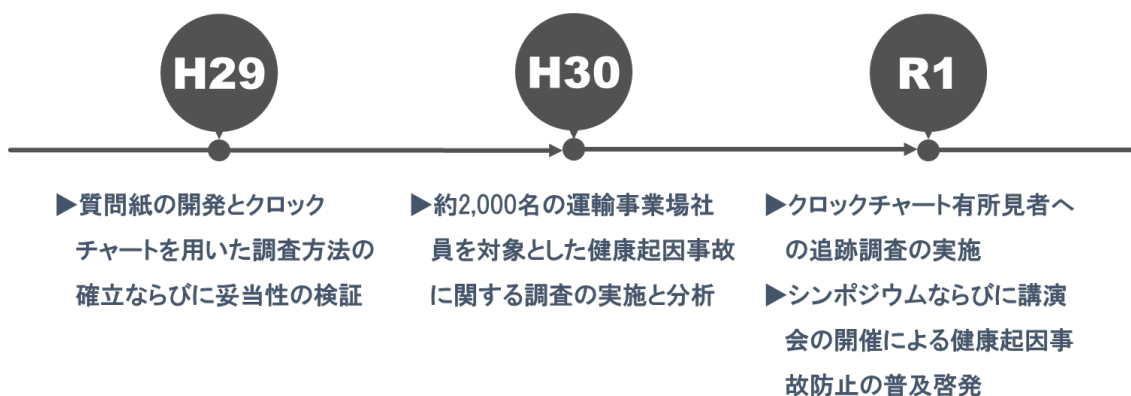 H29
H30
R1
▶質問紙の開発とクロック
チャートを用いた調査方法の
確立ならびに妥当性の検証
▶約2,000名の運輸事業場社
員を対象とした健康起因事故
に関する調査の実施と分析
▶クロックチャート有所見者へ
の追跡調査の実施
▶シンポジウムならびに講演
会の開催による健康起因事
故防止の普及啓発